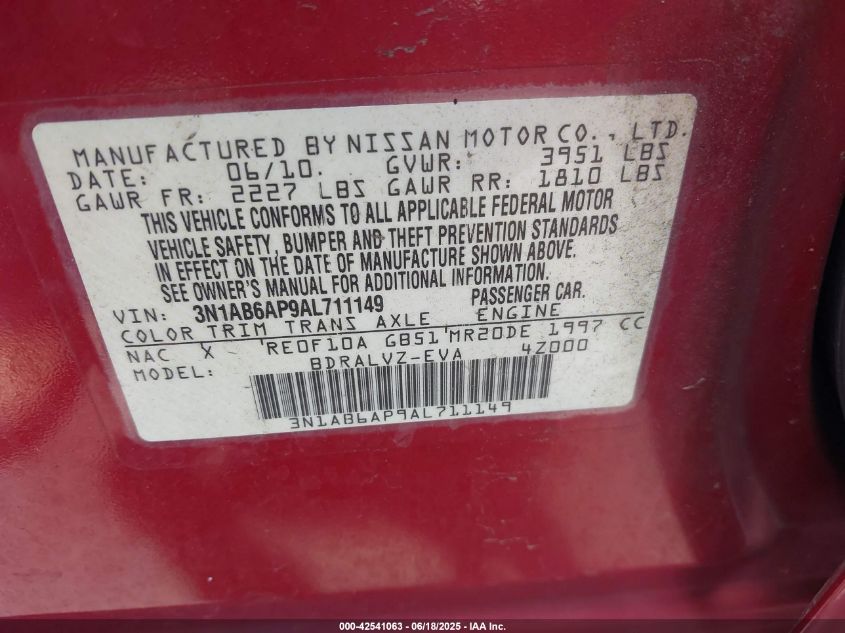 MANUFACTURED BY NISSAN MOTOR CO., LTD.
DATE: 06/10. GVWR: 3951 LBS
GAWR FR: 2227 LBS GAWR RR: 1810 LBS
THIS VEHICLE CONFORMS TO ALL APPLICABLE FEDERAL MOTOR
VEHICLE SAFETY, BUMPER AND THEFT PREVENTION STANDARDS
IN EFFECT ON THE DATE OF MANUFACTURE SHOWN ABOVE.
SEE OWNER'S MANUAL FOR ADDITIONAL INFORMATION.
VIN: 3N1AB6AP9AL711149 PASSENGER CAR.
COLOR TRIM TRANS AXLE ENGINE
NAC X RE0F10A GB51 MR20DE 1997 CC
MODEL: BDRALVZ-EVA 4Z000
3N1AB6AP9AL711149
000-42541063 - 06/18/2025 - IAA Inc.